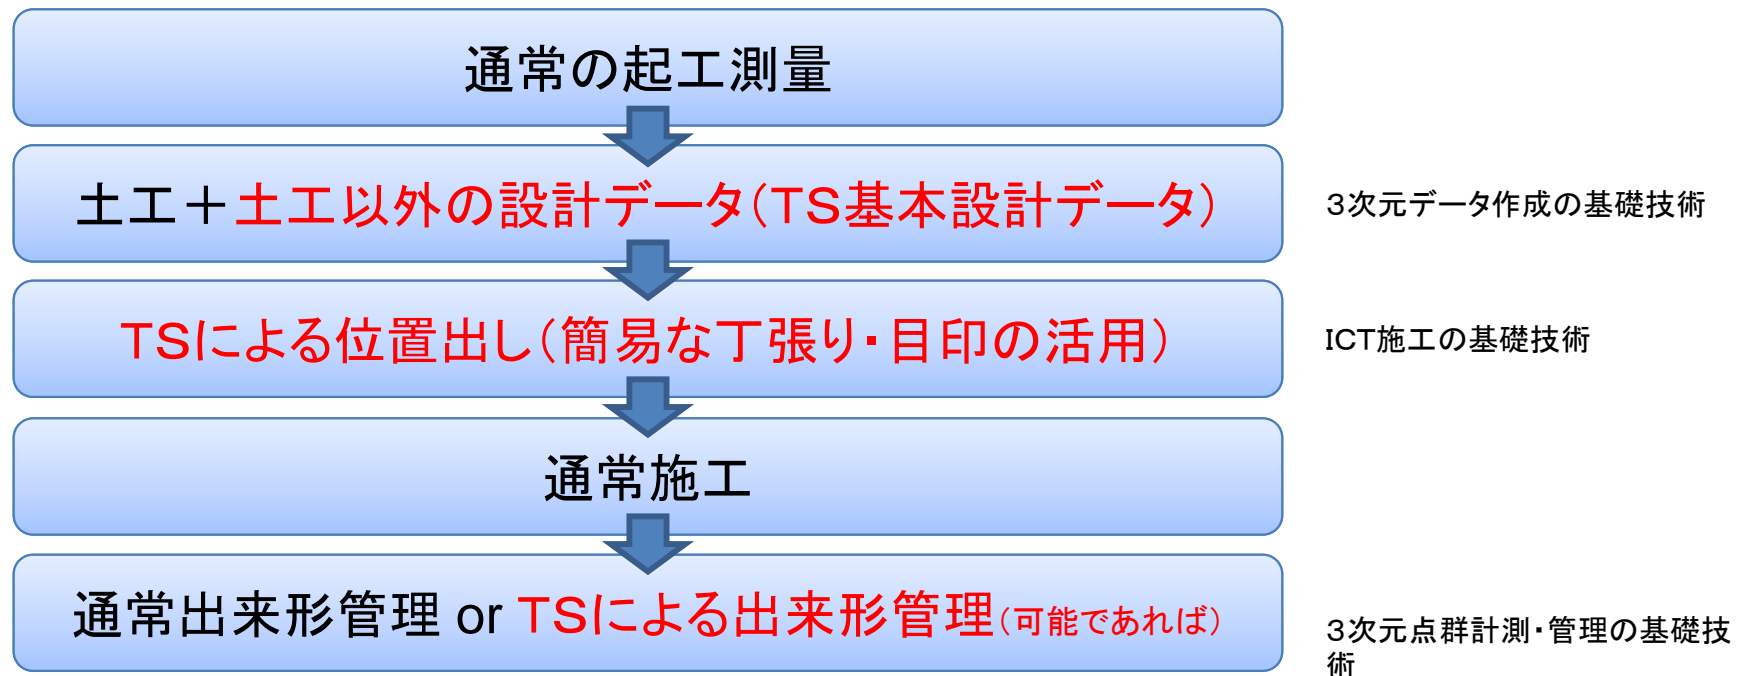 通常の起工測量
土工＋土工以外の設計データ(TS基本設計データ)
3次元データ作成の基礎技術
TSによる位置出し(簡易な丁張り・目印の活用)
ICT施工の基礎技術
通常施工
通常出来形管理 or TSによる出来形管理(可能であれば)
3次元点群計測・管理の基礎技
術